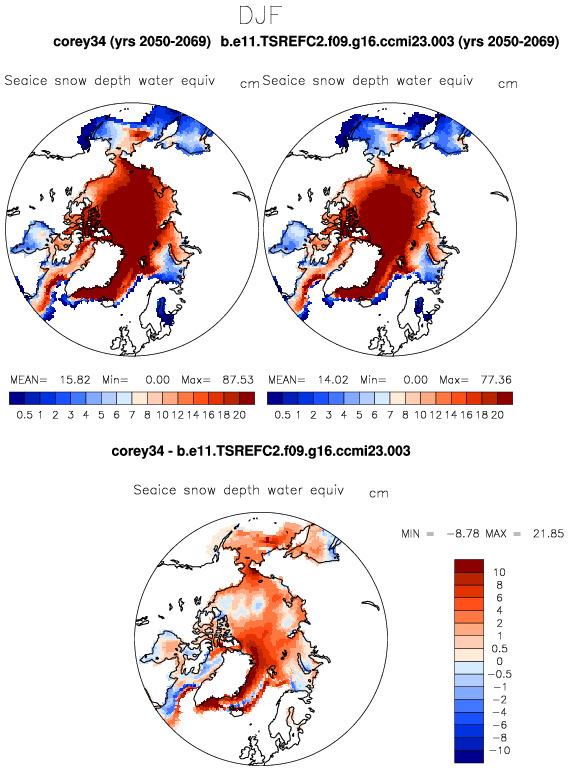 DJF
corey34 (yrs 2050-2069) b.e11.TSREFC2.f09.g16.ccmi23.003 (yrs 2050-2069)
Seaice snow depth water equiv cm Seaice snow depth water equiv cm
MEAN= 15.82 Min= 0.00 Max= 87.53 MEAN= 14.02 Min= 0.00 Max= 77.36
0.5 1 2 3 4 5 6 7 8 10 12 14 16 18 20 0.5 1 2 3 4 5 6 7 8 10 12 14 16 18 20
corey34 - b.e11.TSREFC2.f09.g16.ccmi23.003
Seaice snow depth water equiv cm
MIN = -8.78 MAX = 21.85
10
8
6
4
2
1
0.5
0
-0.5
-1
-2
-4
-6
-8
-10